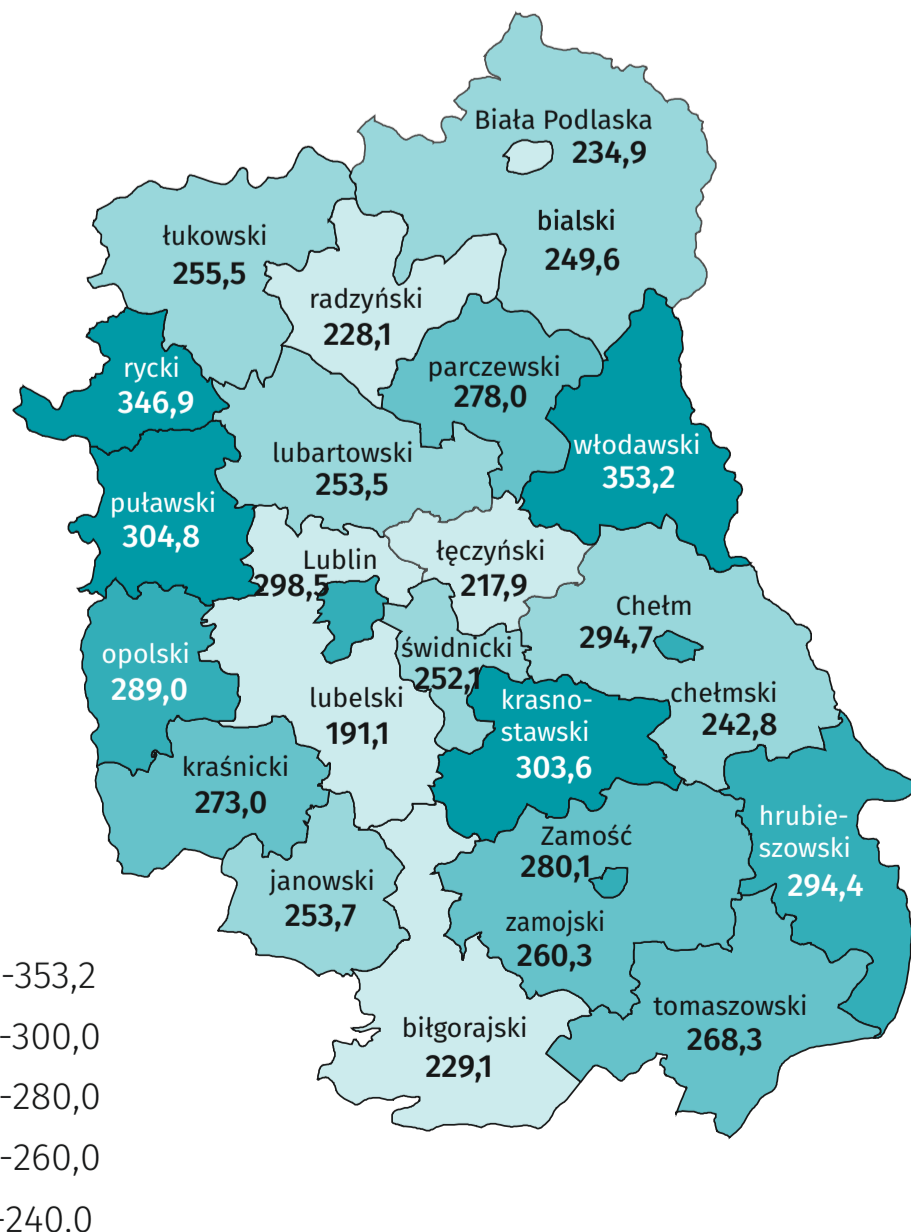 Biała Podlaska
234,9
bialski
249,6
łukowski
255,5
radzyński
228,1
rycki
346,9
parczewski
278,0
włodawski
353,2
lubartowski
253,5
puławski
304,8
Lublin
298,5
łęczyński
217,9
Chełm
294,7
opolski
289,0
świdnicki
252,1
lubelski
191,1
krasno-
stawski
303,6
chełmski
242,8
kraśnicki
273,0
hrubie-
szowski
294,4
Zamość
280,1
janowski
253,7
zamojski
260,3
tomaszowski
268,3
biłgorajski
229,1
-353,2
-300,0
-280,0
-260,0
-240,0